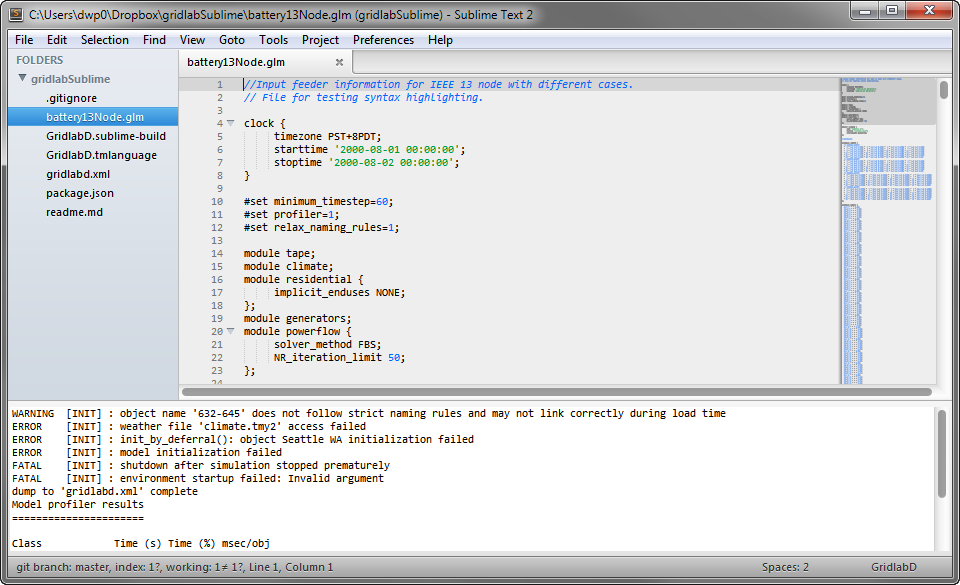 C:\Users\dwp0\Dropbox\gridlabSublime\battery13Node.glm (gridlabSublime) - Sublime Text 2
File Edit Selection Find View Goto Tools Project Preferences Help
FOLDERS
gridlabSublime
.gitignore
battery13Node.glm
GridlabD.sublime-build
GridlabD.tmlanguage
gridlabd.xml
package.json
readme.md
battery13Node.glm
1 //Input feeder information for IEEE 13 node with different cases.
2 // File for testing syntax highlighting.
3
4 clock {
5 timezone PST+8PDT;
6 starttime '2000-08-01 00:00:00';
7 stoptime '2000-08-02 00:00:00';
8 }
9
10 #set minimum_timestep=60;
11 #set profiler=1;
12 #set relax_naming_rules=1;
13
14 module tape;
15 module climate;
16 module residential {
17 implicit_enduses NONE;
18 };
19 module generators;
20 module powerflow {
21 solver_method FBS;
22 NR_iteration_limit 50;
23 };
24
WARNING [INIT] : object name '632-645' does not follow strict naming rules and may not link correctly during load time
ERROR [INIT] : weather file 'climate.tmy2' access failed
ERROR [INIT] : init_by_deferral(): object Seattle WA initialization failed
ERROR [INIT] : model initialization failed
FATAL [INIT] : shutdown after simulation stopped prematurely
FATAL [INIT] : environment startup failed: Invalid argument
dump to 'gridlabd.xml' complete
Model profiler results
======================
Class Time (s) Time (%) msec/obj
git branch: master, index: 1?, working: 1≠ 1?, Line 1, Column 1
Spaces: 2
GridlabD